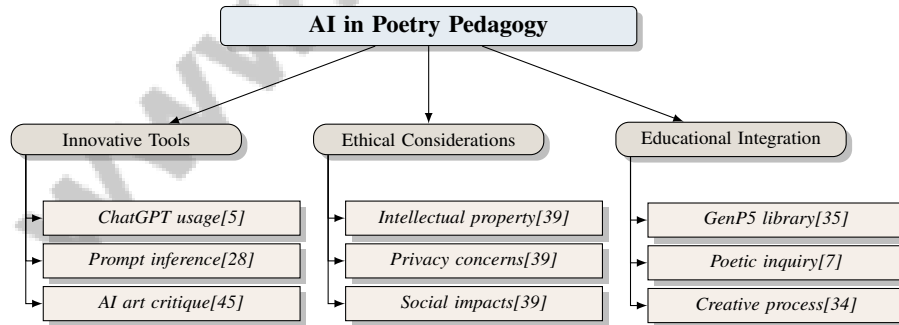 AI in Poetry Pedagogy
Innovative Tools
ChatGPT usage[5]
Prompt inference[28]
AI art critique[45]
Ethical Considerations
Intellectual property[39]
Privacy concerns[39]
Social impacts[39]
Educational Integration
GenP5 library[35]
Poetic inquiry[7]
Creative process[34]